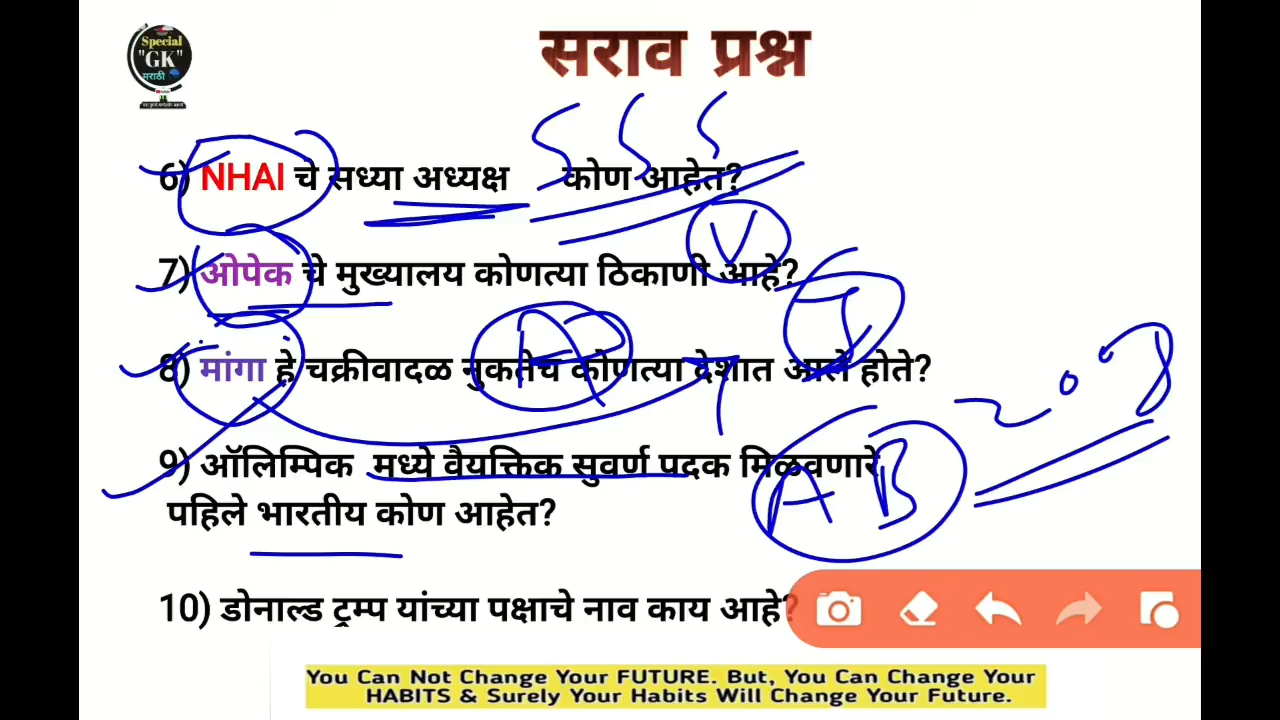 Special
"GK"
मराठी
सराव प्रश्न
6) NHAI चे सध्या अध्यक्ष कोण आहेत?
S S S
7) ओपेक चे मुख्यालय कोणत्या ठिकाणी आहे?
V
8) मांगा हे चक्रीवादळ नुकतेच कोणत्या देशात आले होते?
J
AP
9) ऑलिम्पिक मध्ये वैयक्तिक सुवर्ण पदक मिळवणारे
पहिले भारतीय कोण आहेत?
AB
2008
10) डोनाल्ड ट्रम्प यांच्या पक्षाचे नाव काय आहे?
You Can Not Change Your FUTURE. But, You Can Change Your
HABITS & Surely Your Habits Will Change Your Future.